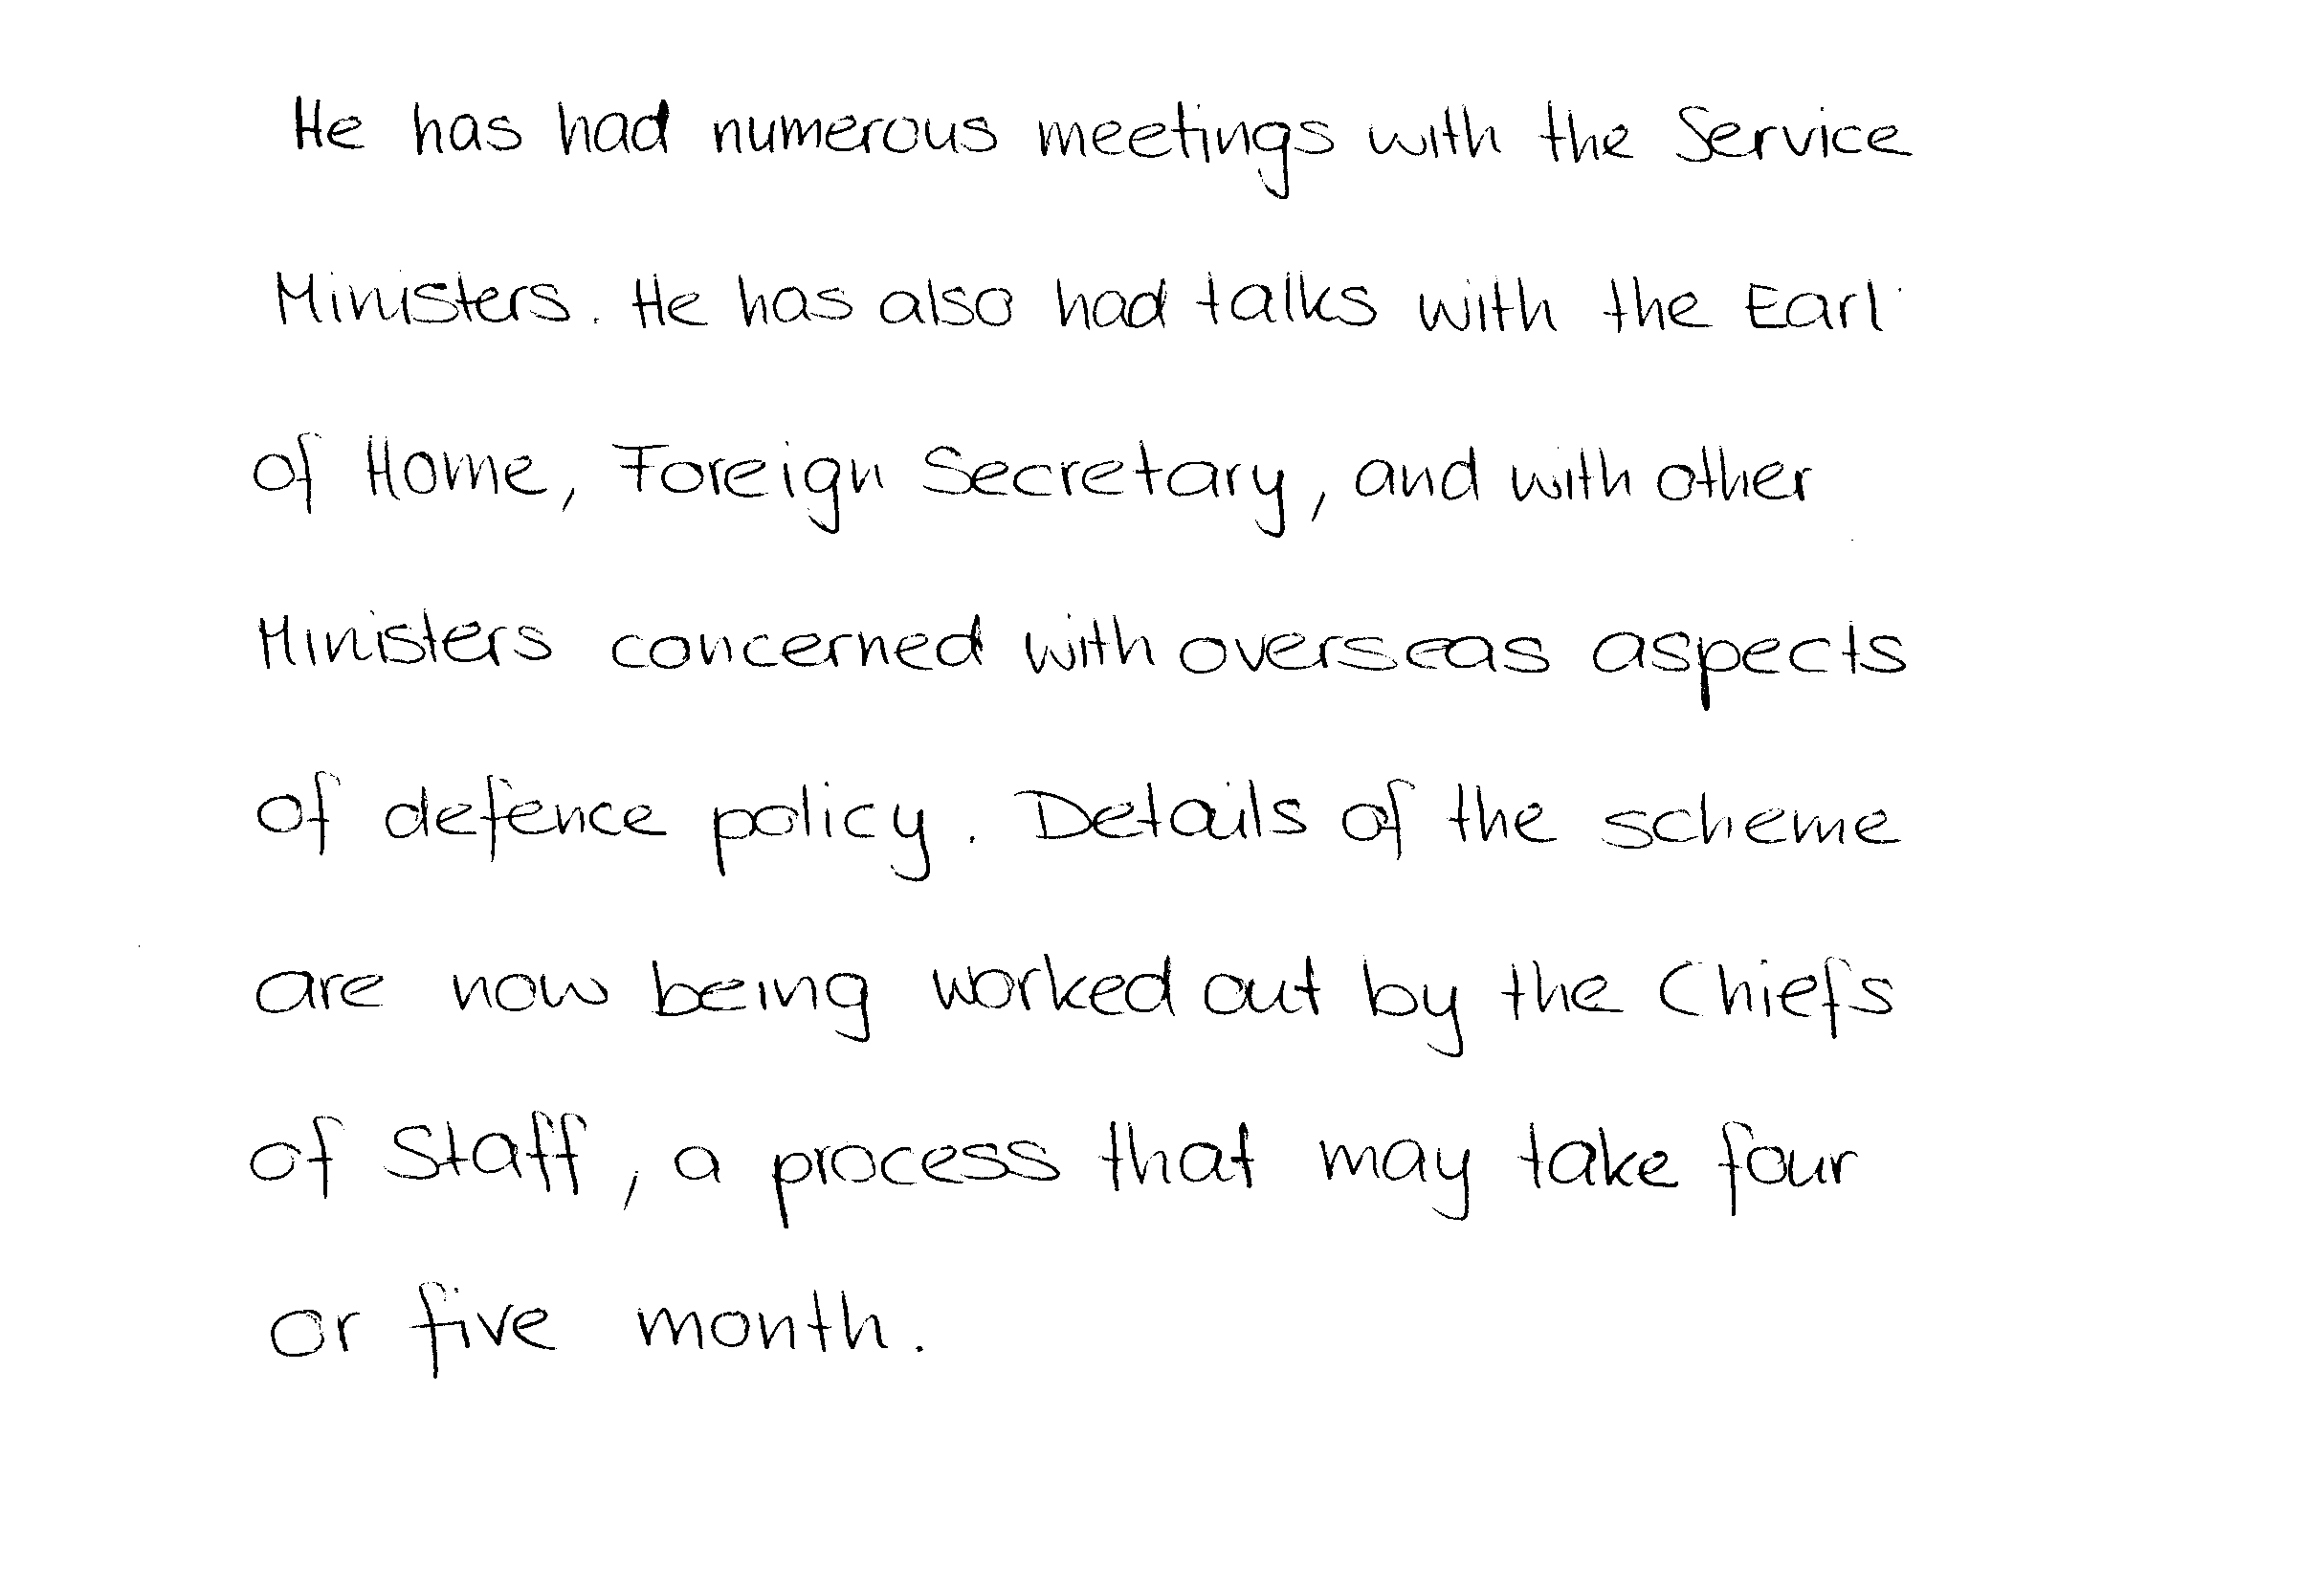 He has had numerous meetings with the Service
Ministers. He has also had talks with the Earl
of Home, Foreign Secretary, and with other
Ministers concerned with overseas aspects
of defence policy. Details of the scheme
are now being worked out by the Chiefs
of Staff, a process that may take four
or five month.